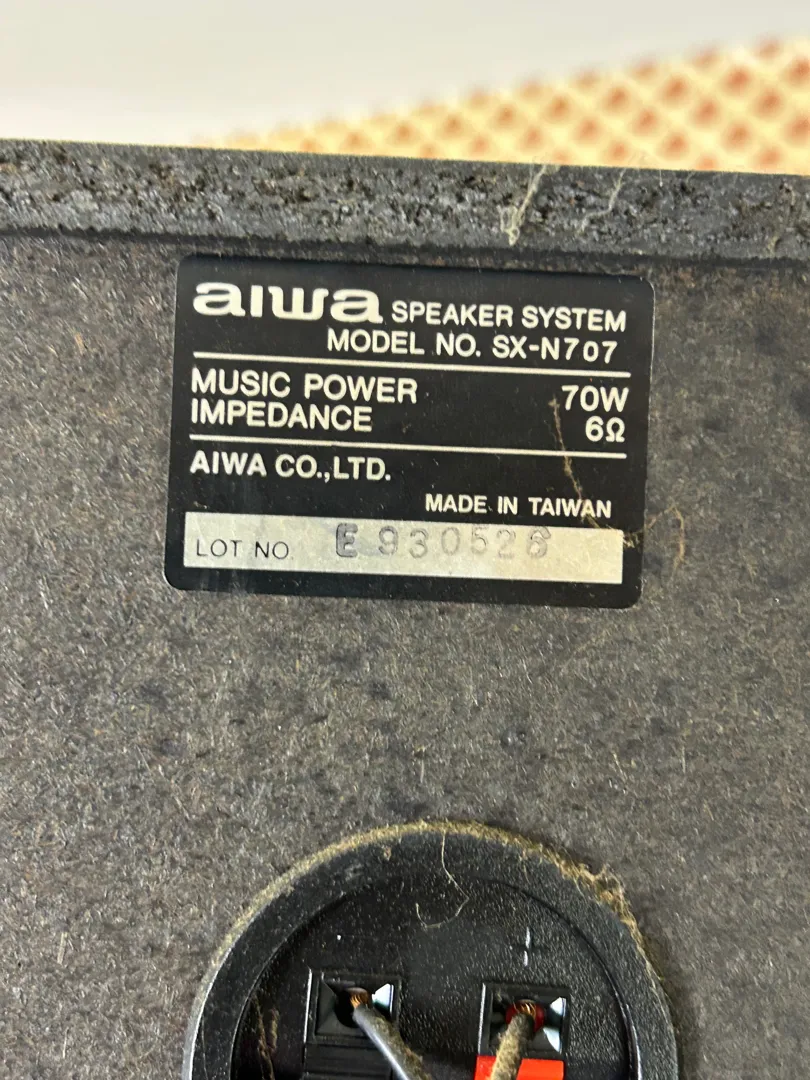 aiwa SPEAKER SYSTEM
MODEL NO. SX-N707
MUSIC POWER 70W
IMPEDANCE 6Ω
AIWA CO.,LTD.
MADE IN TAIWAN
LOT NO. E 930526
+